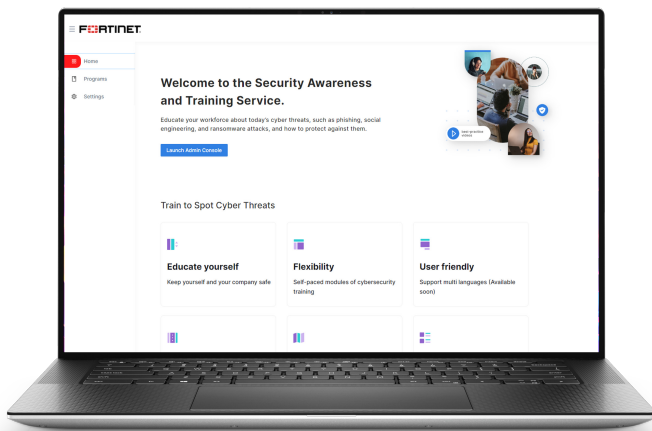 FORTINET
Home
Programs
Settings
Welcome to the Security Awareness
and Training Service.
Educate your workforce about today's cyber threats, such as phishing, social
engineering, and ransomware attacks, and how to protect against them.
Launch Admin Console
Train to Spot Cyber Threats
Educate yourself
Keep yourself and your company safe
Flexibility
Self-paced modules of cybersecurity
training
User friendly
Support multi languages (Available
soon)